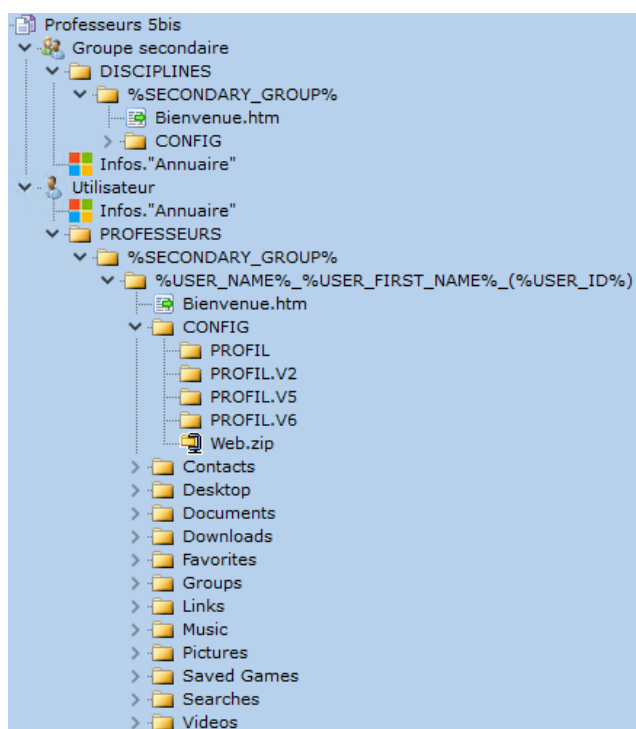 Professeurs 5bis
Groupe secondaire
DISCIPLINES
%SECONDARY_GROUP%
Bienvenue.htm
CONFIG
Infos."Annuaire"
Utilisateur
Infos."Annuaire"
PROFESSEURS
%SECONDARY_GROUP%
%USER_NAME%_%USER_FIRST_NAME%_(%USER_ID%)
Bienvenue.htm
CONFIG
PROFIL
PROFIL.V2
PROFIL.V5
PROFIL.V6
Web.zip
Contacts
Desktop
Documents
Downloads
Favorites
Groups
Links
Music
Pictures
Saved Games
Searches
Videos